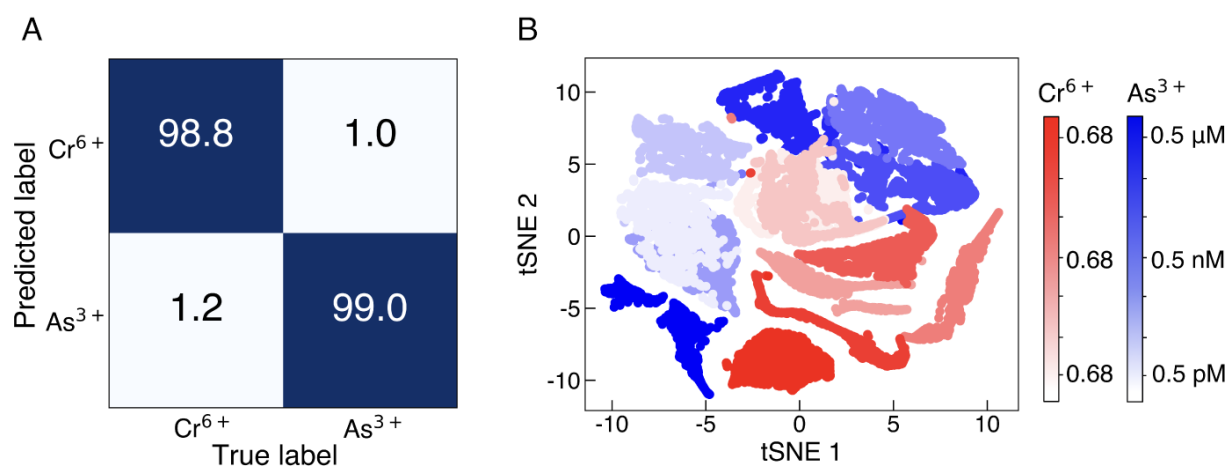 A
Predicted label
Cr6+
98.8
1.0
As3+
1.2
99.0
Cr6+
As3+
True label
B
tSNE 2
10
5
0
-5
-10
-10
-5
0
5
10
tSNE 1
Cr6+
0.68
0.68
0.68
As3+
0.5 µM
0.5 nM
0.5 pM